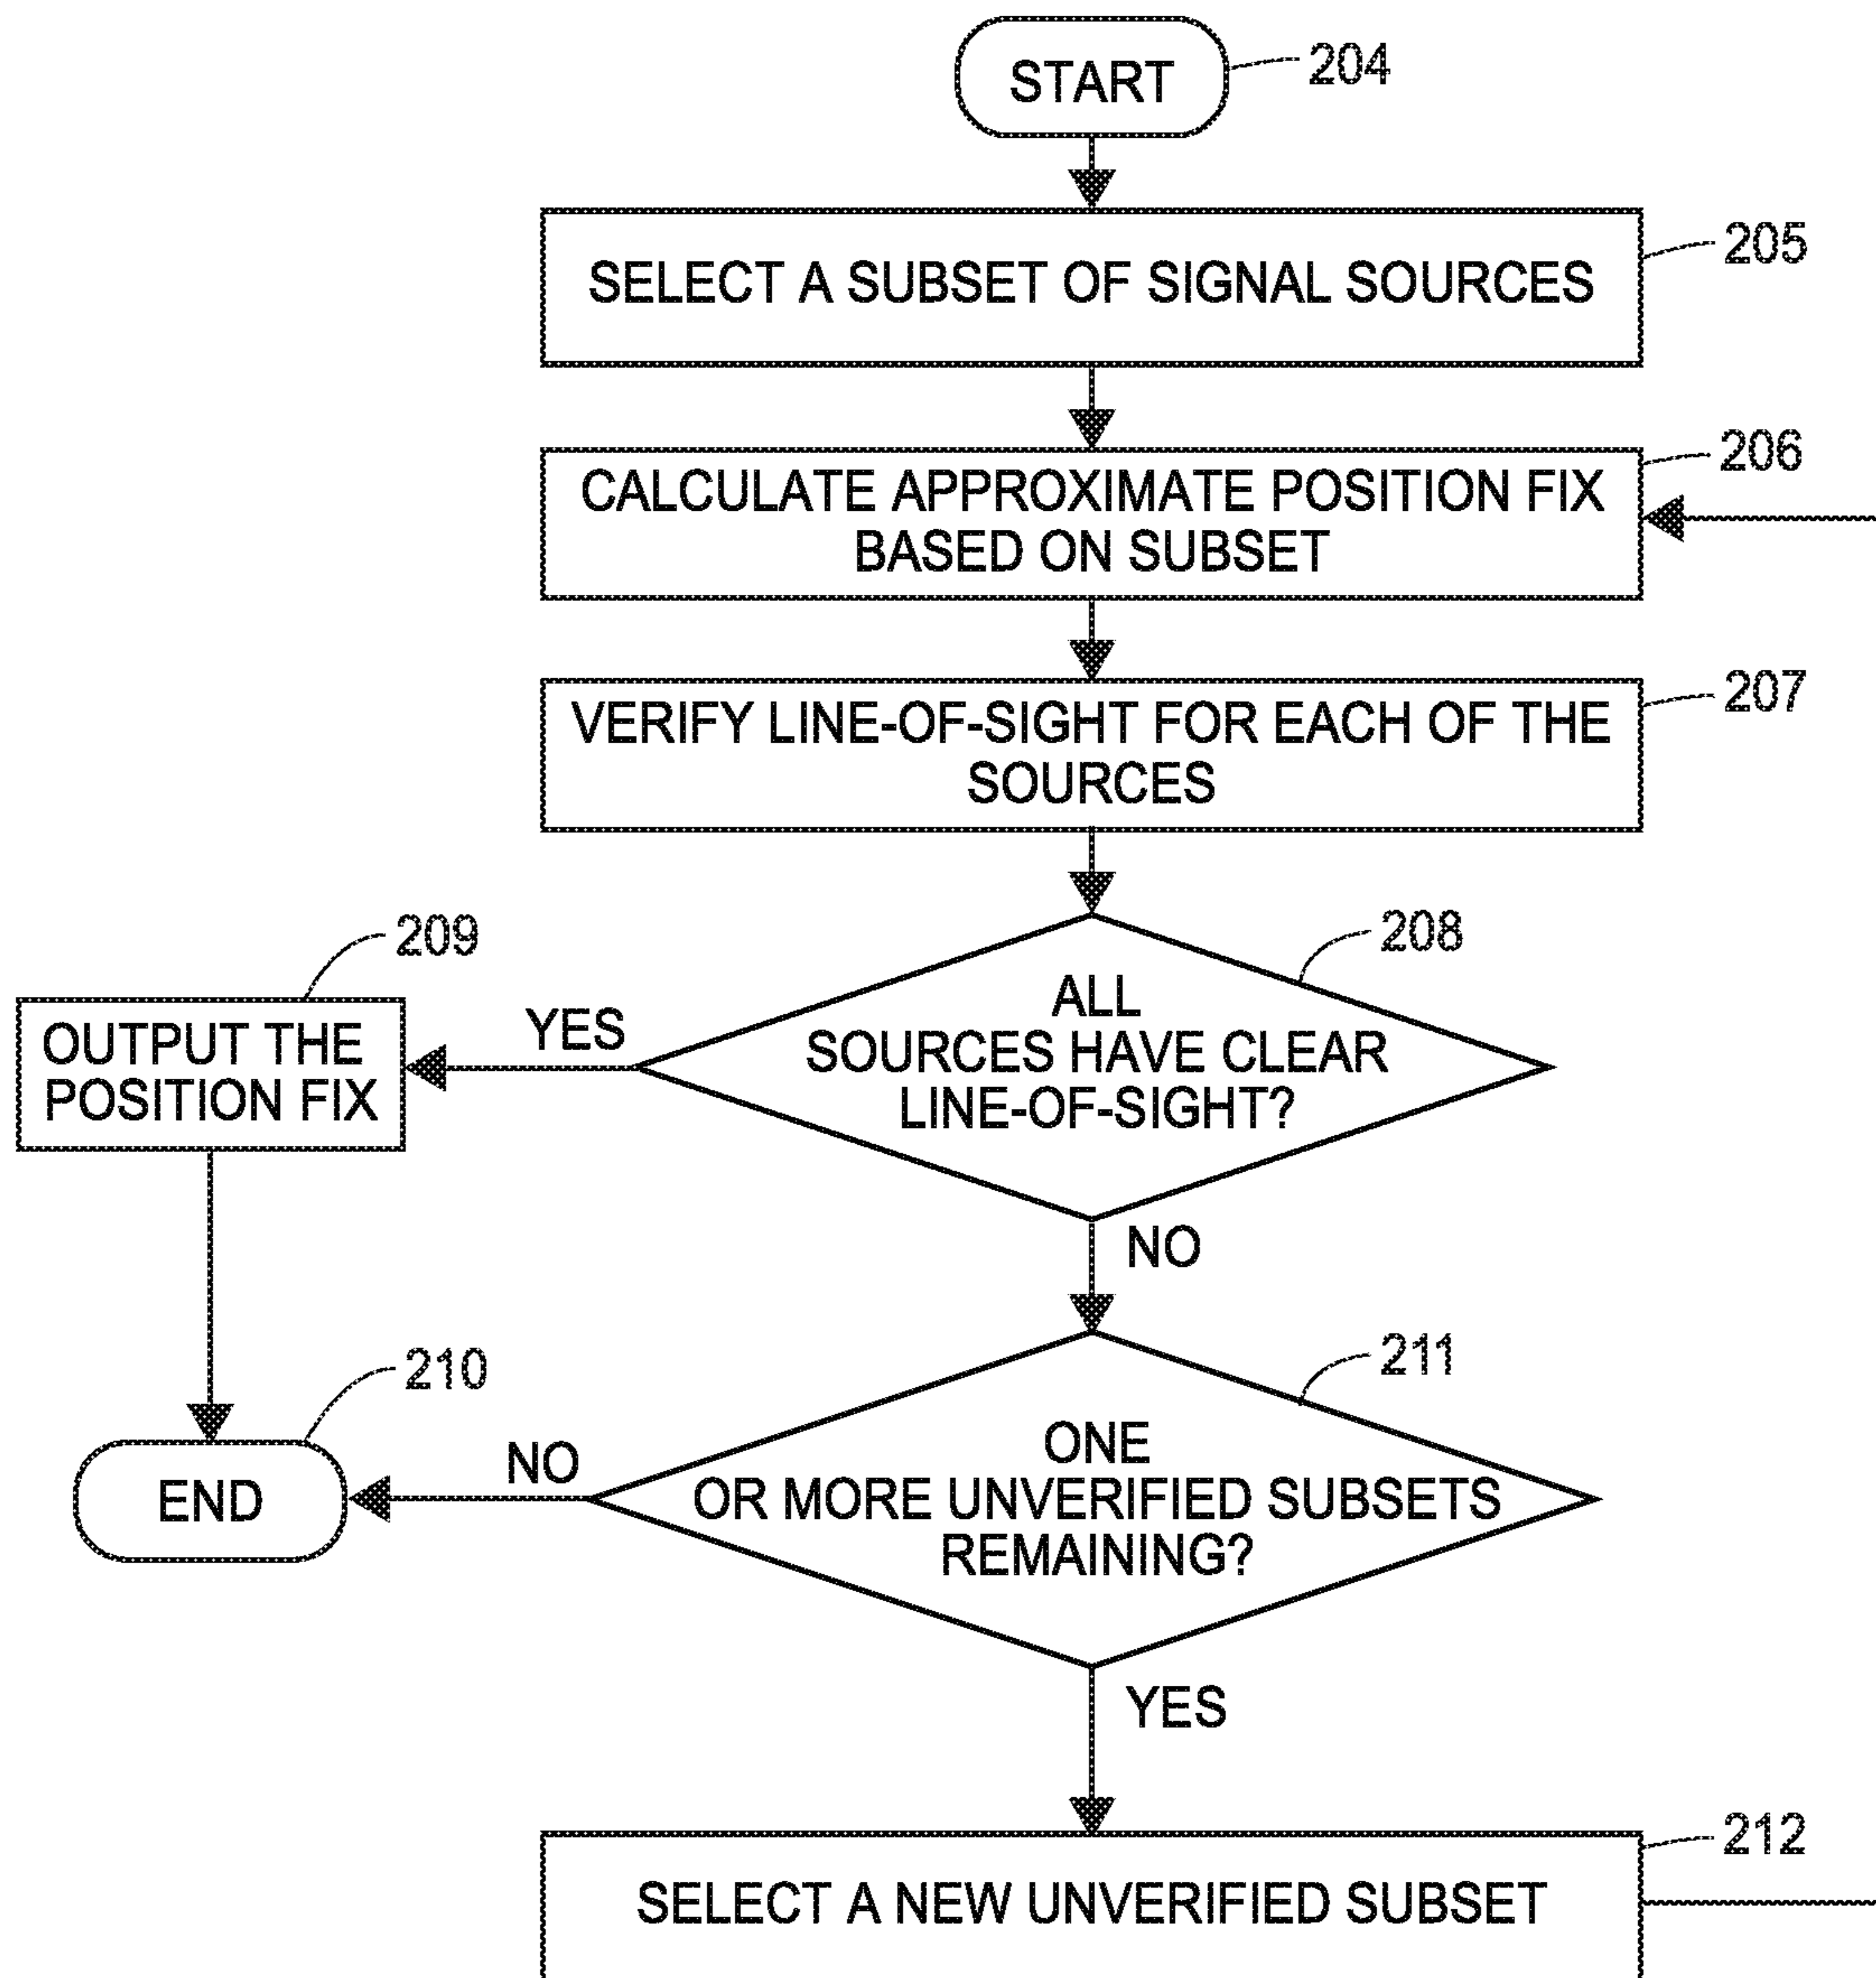 START
204
SELECT A SUBSET OF SIGNAL SOURCES
205
CALCULATE APPROXIMATE POSITION FIX
BASED ON SUBSET
206
VERIFY LINE-OF-SIGHT FOR EACH OF THE
SOURCES
207
ALL
SOURCES HAVE CLEAR
LINE-OF-SIGHT?
208
YES
OUTPUT THE
POSITION FIX
209
NO
ONE
OR MORE UNVERIFIED SUBSETS
REMAINING?
211
NO
END
210
YES
SELECT A NEW UNVERIFIED SUBSET
212